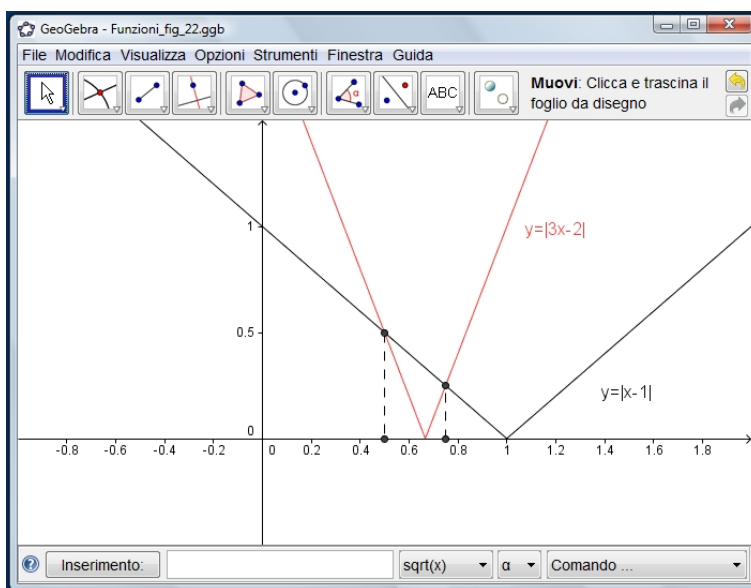 GeoGebra - Funzioni_fig_22.ggb
File Modifica Visualizza Opzioni Strumenti Finestra Guida
α ABC Muovi: Clicca e trascina il
foglio da disegno
y=|3x-2|
1
0.5
y=|x-1|
0
-0.8 -0.6 -0.4 -0.2 0 0.2 0.4 0.6 0.8 1 1.2 1.4 1.6 1.8
Inserimento: sqrt(x) α Comando ...